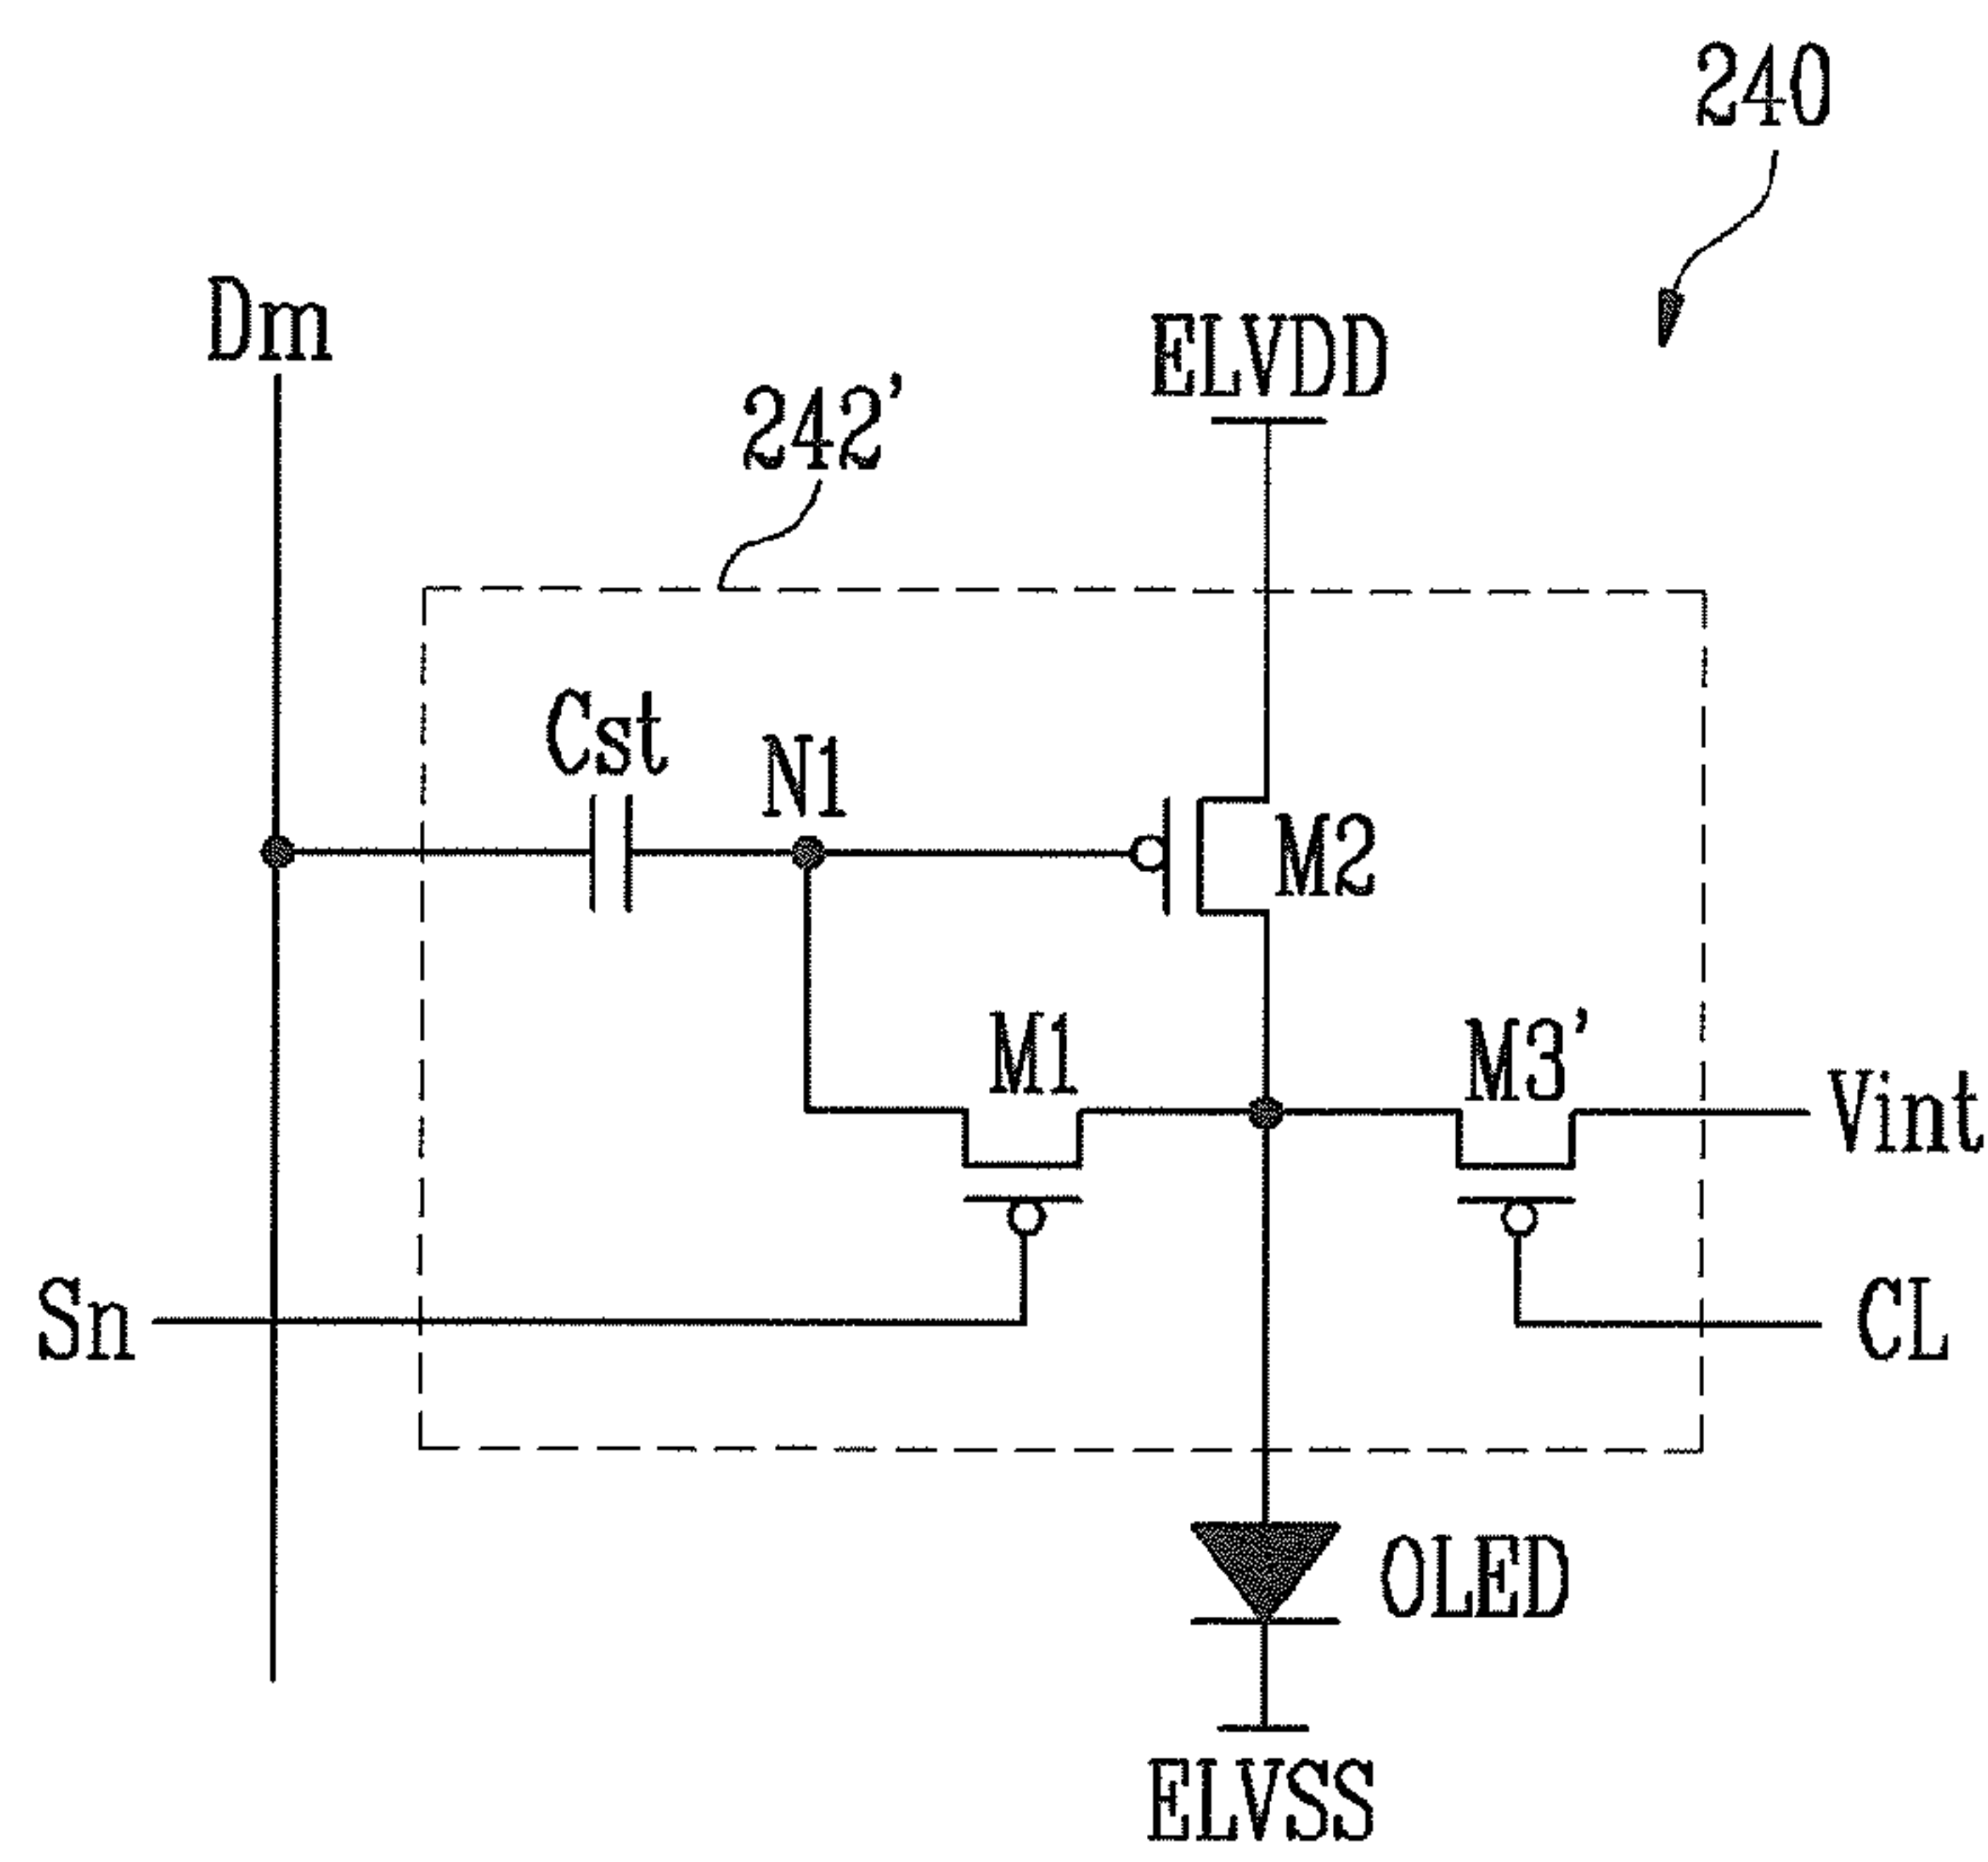 240
Dm
ELVDD
242'
Cst
N1
M2
M1
M3'
Vint
Sn
CL
OLED
ELVSS